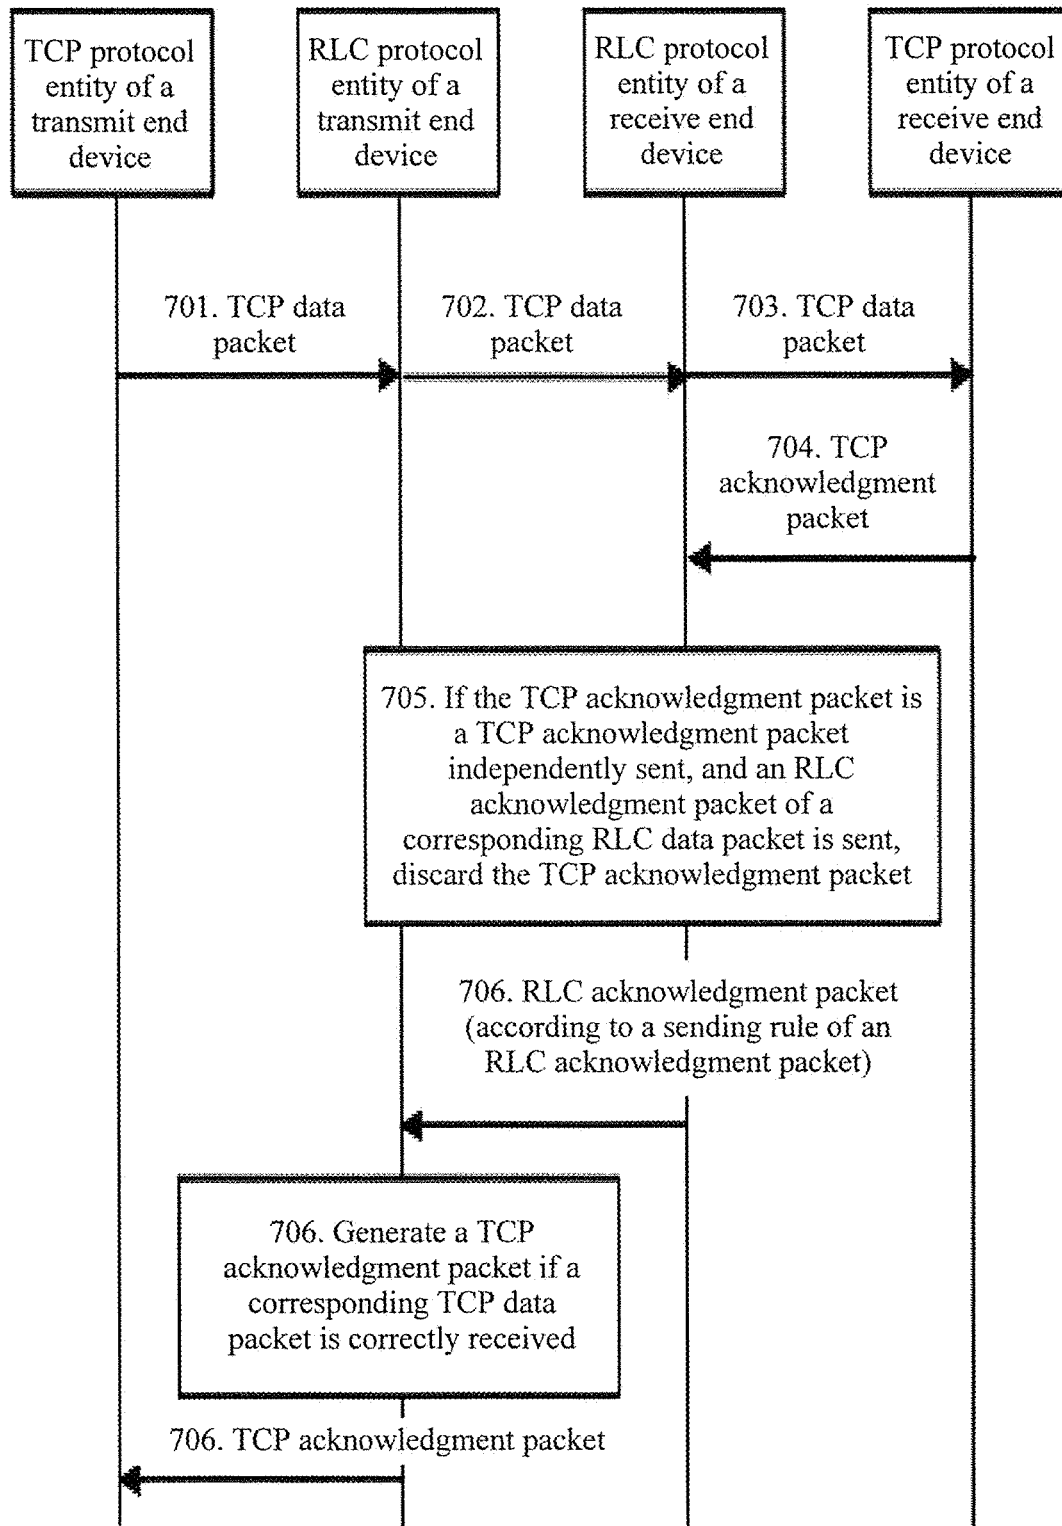 TCP protocol
entity of a
transmit end
device
RLC protocol
entity of a
transmit end
device
RLC protocol
entity of a
receive end
device
TCP protocol
entity of a
receive end
device
701. TCP data
packet
702. TCP data
packet
703. TCP data
packet
704. TCP
acknowledgment
packet
705. If the TCP acknowledgment packet is
a TCP acknowledgment packet
independently sent, and an RLC
acknowledgment packet of a
corresponding RLC data packet is sent,
discard the TCP acknowledgment packet
706. RLC acknowledgment packet
(according to a sending rule of an
RLC acknowledgment packet)
706. Generate a TCP
acknowledgment packet if a
corresponding TCP data
packet is correctly received
706. TCP acknowledgment packet